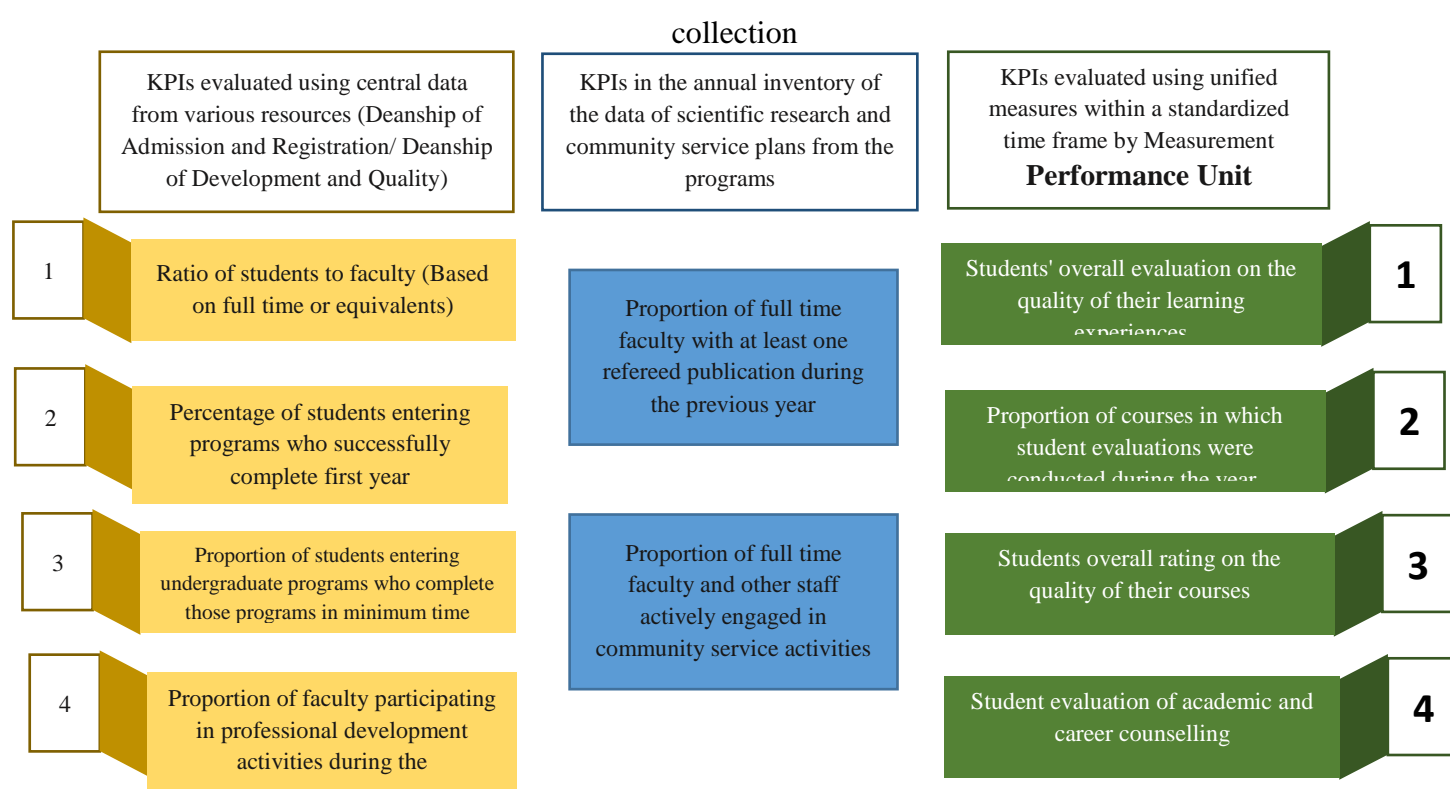 collection
KPIs evaluated using central data
from various resources (Deanship of
Admission and Registration/ Deanship
of Development and Quality)
KPIs in the annual inventory of
the data of scientific research and
community service plans from the
programs
KPIs evaluated using unified
measures within a standardized
time frame by Measurement
Performance Unit
1
Ratio of students to faculty (Based
on full time or equivalents)
2
Percentage of students entering
programs who successfully
complete first year
3
Proportion of students entering
undergraduate programs who complete
those programs in minimum time
4
Proportion of faculty participating
in professional development
activities during the
Proportion of full time
faculty with at least one
refereed publication during
the previous year
Proportion of full time
faculty and other staff
actively engaged in
community service activities
Students' overall evaluation on the
quality of their learning
experiences
1
Proportion of courses in which
student evaluations were
conducted during the year
2
Students overall rating on the
quality of their courses
3
Student evaluation of academic and
career counselling
4